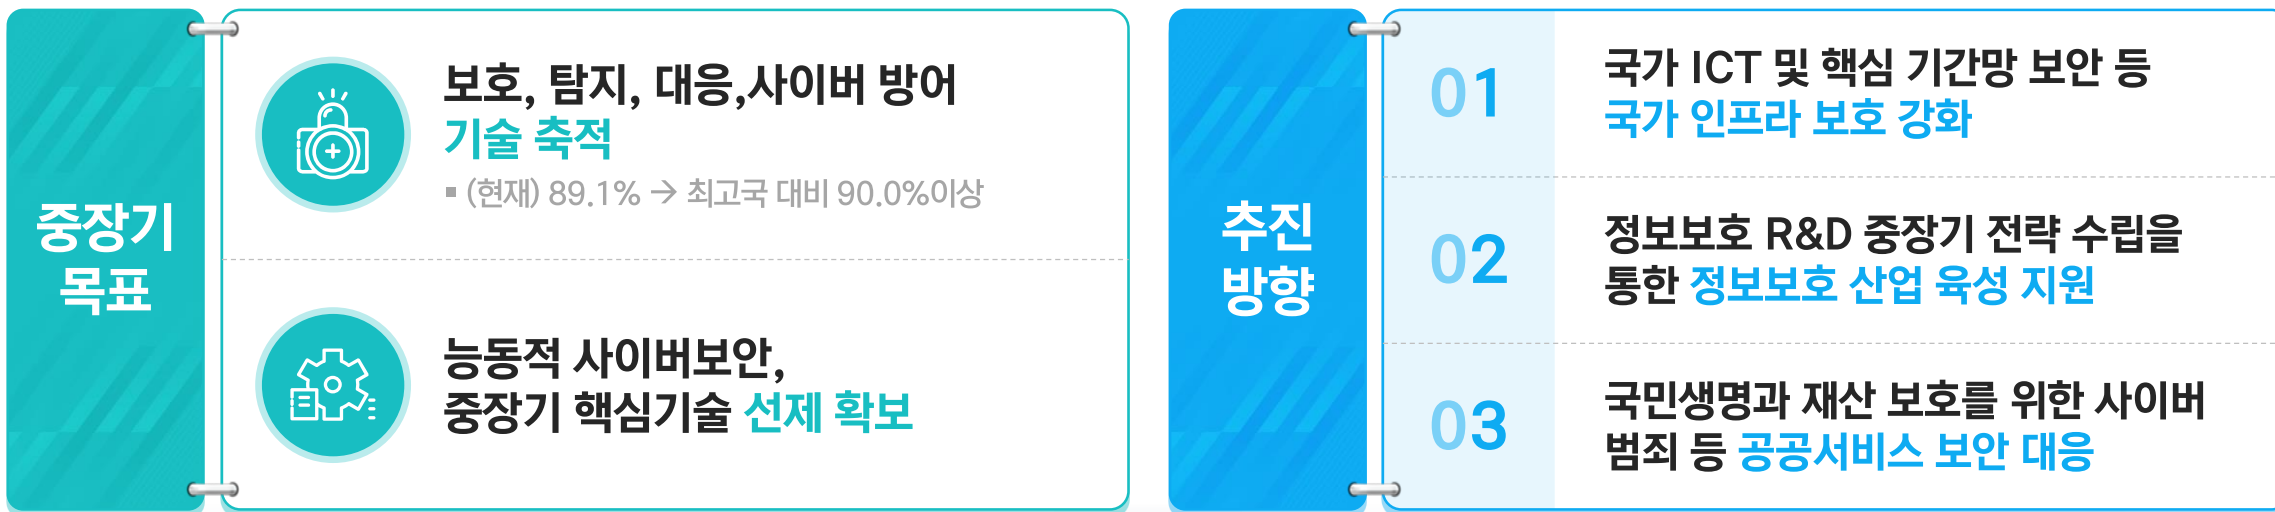 중장기
목표
보호, 탐지, 대응,사이버 방어
기술 축적
▪ (현재) 89.1% → 최고국 대비 90.0%이상
능동적 사이버보안,
중장기 핵심기술 선제 확보
추진
방향
01
국가 ICT 및 핵심 기간망 보안 등
국가 인프라 보호 강화
02
정보보호 R&D 중장기 전략 수립을
통한 정보보호 산업 육성 지원
03
국민생명과 재산 보호를 위한 사이버
범죄 등 공공서비스 보안 대응